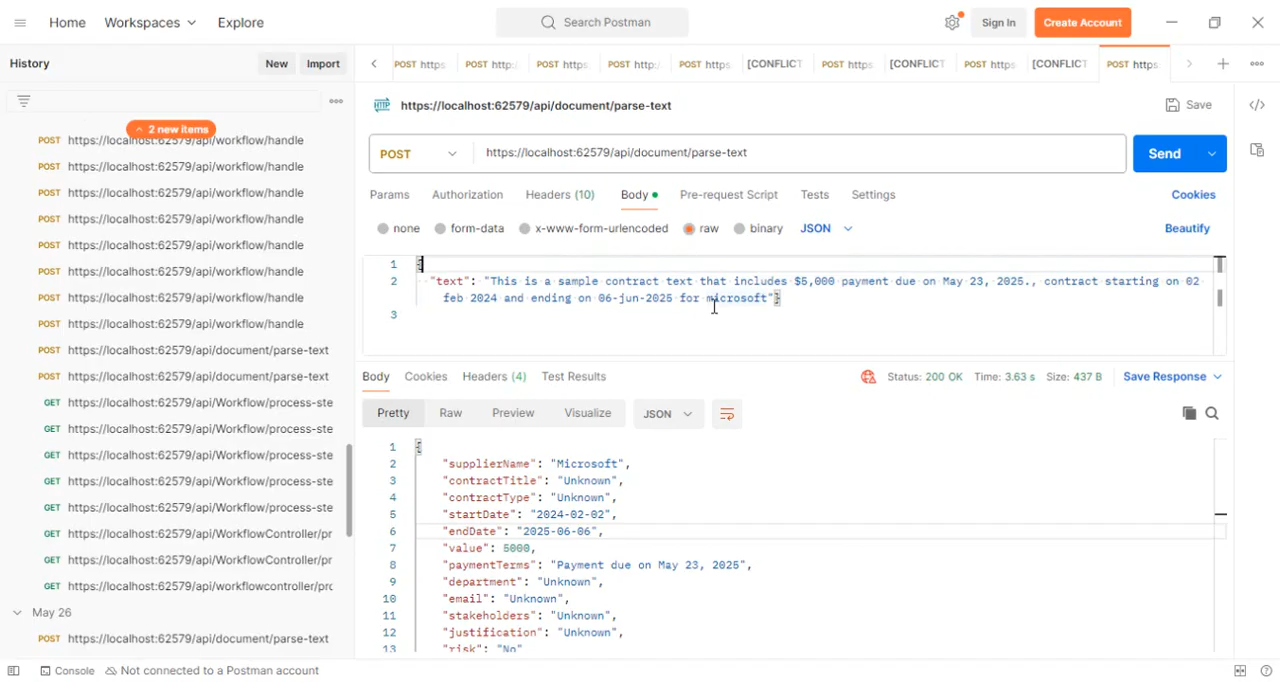 Home Workspaces Explore Search Postman Sign In Create Account
History New Import POST https POST http: POST https: POST http: POST https [CONFLICT POST https: [CONFLICT POST https: [CONFLICT POST https:
https://localhost:62579/api/document/parse-text Save
2 new items
POST https://localhost:62579/api/workflow/handle
POST https://localhost:62579/api/workflow/handle
POST https://localhost:62579/api/workflow/handle
POST https://localhost:62579/api/workflow/handle
POST https://localhost:62579/api/workflow/handle
POST https://localhost:62579/api/workflow/handle
POST https://localhost:62579/api/workflow/handle
POST https://localhost:62579/api/workflow/handle
POST https://localhost:62579/api/document/parse-text
POST https://localhost:62579/api/document/parse-text
GET https://localhost:62579/api/Workflow/process-ste
GET https://localhost:62579/api/Workflow/process-ste
GET https://localhost:62579/api/Workflow/process-ste
GET https://localhost:62579/api/Workflow/process-ste
GET https://localhost:62579/api/Workflow/process-ste
GET https://localhost:62579/api/WorkflowController/pr
GET https://localhost:62579/api/WorkflowController/pr
GET https://localhost:62579/api/workflowcontroller/prc
May 26
POST https://localhost:62579/api/document/parse-text
POST https://localhost:62579/api/document/parse-text Send
Params Authorization Headers (10) Body Pre-request Script Tests Settings Cookies
none form-data x-www-form-urlencoded raw binary JSON Beautify
1 {
2 "text": "This is a sample contract text that includes $5,000 payment due on May 23, 2025., contract starting on 02
feb 2024 and ending on 06-jun-2025 for microsoft"}
3
Body Cookies Headers (4) Test Results Status: 200 OK Time: 3.63 s Size: 437 B Save Response
Pretty Raw Preview Visualize JSON
1 {
2 "supplierName": "Microsoft",
3 "contractTitle": "Unknown",
4 "contractType": "Unknown",
5 "startDate": "2024-02-02",
6 "endDate": "2025-06-06",
7 "value": 5000,
8 "paymentTerms": "Payment due on May 23, 2025",
9 "department": "Unknown",
10 "email": "Unknown",
11 "stakeholders": "Unknown",
12 "justification": "Unknown",
13 "risk": "No"
Console Not connected to a Postman account